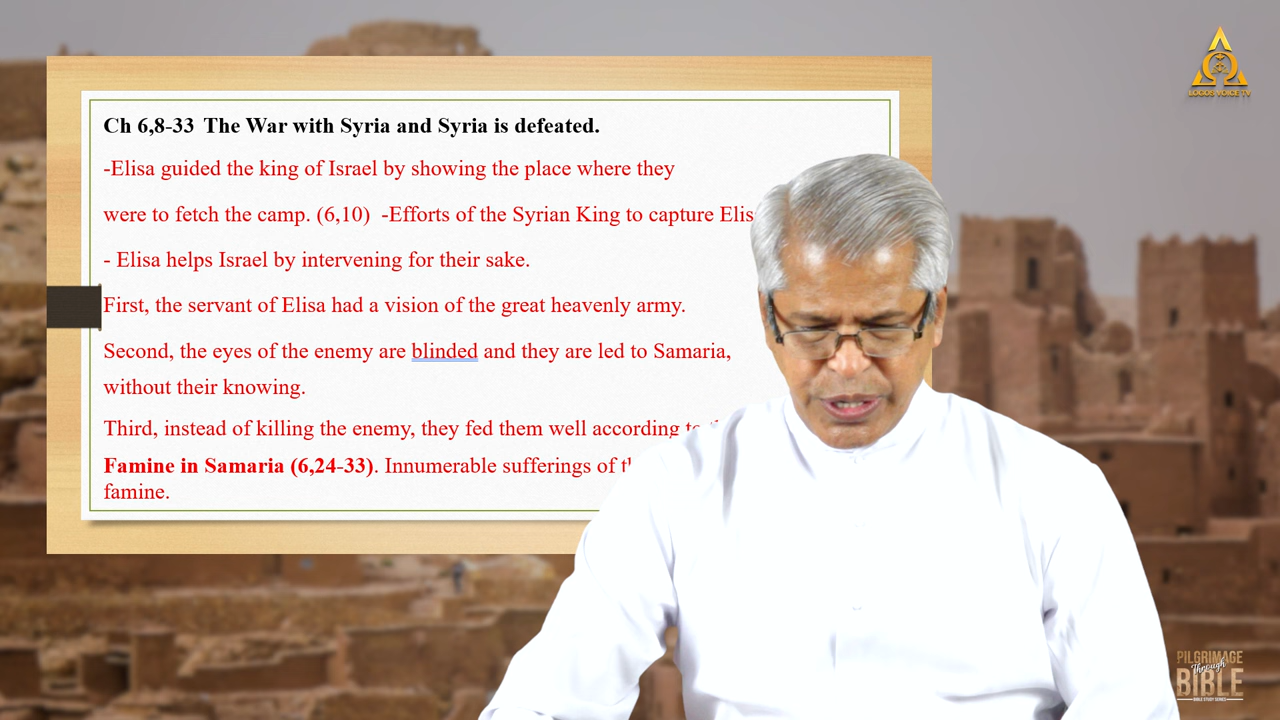 Ch 6,8-33 The War with Syria and Syria is defeated.
-Elisa guided the king of Israel by showing the place where they
were to fetch the camp. (6,10) -Efforts of the Syrian King to capture
- Elisa helps Israel by intervening for their sake.
First, the servant of Elisa had a vision of the great heavenly army.
Second, the eyes of the enemy are blinded and they are led to Samaria,
without their knowing.
Third, instead of killing the enemy, they fed them well according
Famine in Samaria (6,24-33). Innumerable sufferings of
famine.
LOGOS VOICE TV
PILGRIMAGE
Through
BIBLE
BIBLE STUDY SERIES